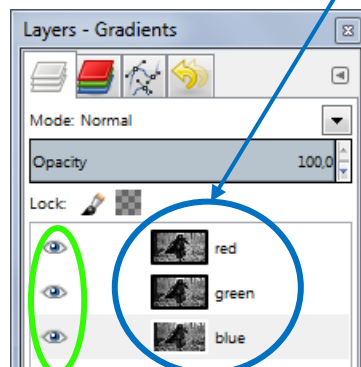 Layers - Gradients
Mode: Normal
Opacity 100,0
Lock:
red
green
blue